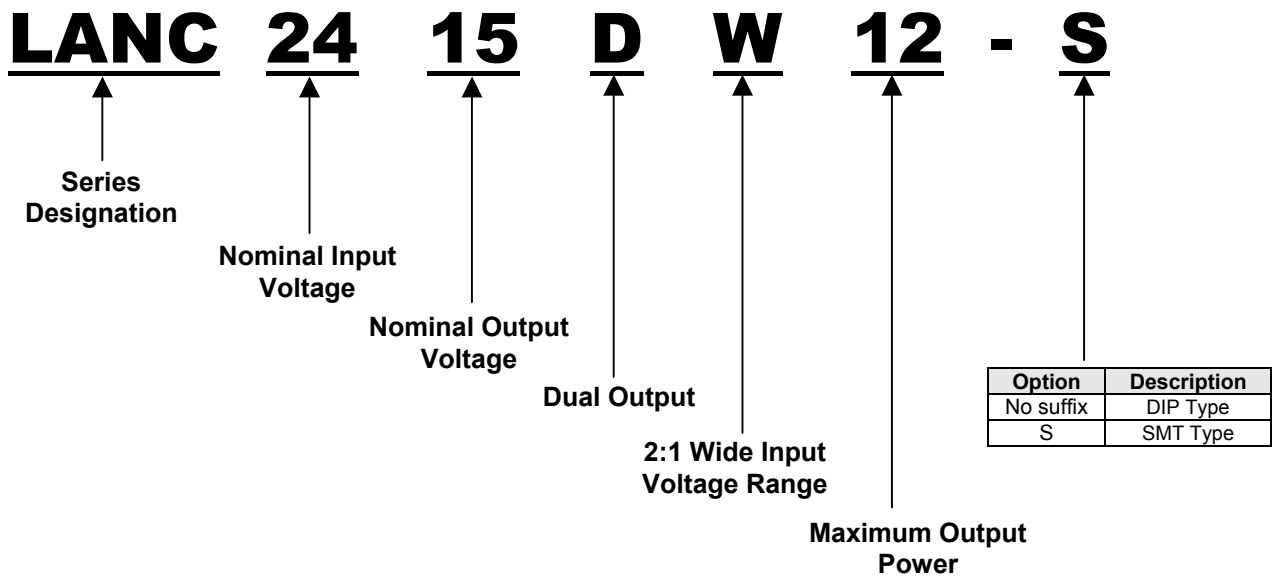 LANC 24 15 D W 12 - S
Series
Designation
Nominal Input
Voltage
Nominal Output
Voltage
Dual Output
2:1 Wide Input
Voltage Range
Maximum Output
Power
Option Description
No suffix DIP Type
S SMT Type